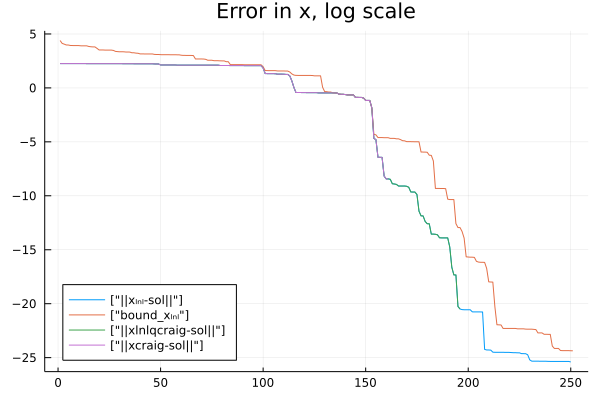 Error in x, log scale
5
0
−5
−10
−15
−20
−25
["||xₗₙₗ-sol||"]
["bound_xₗₙₗ"]
["||xlnlqcraig-sol||"]
["||xcraig-sol||"]
0
50
100
150
200
250